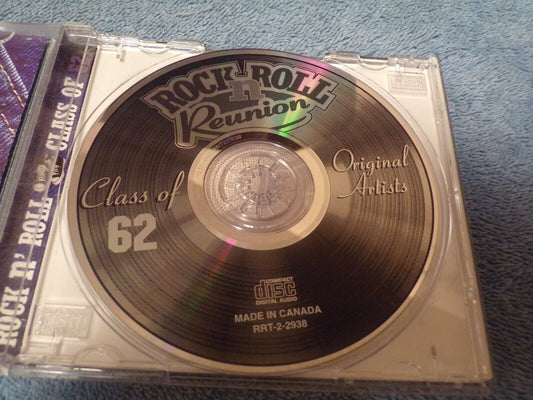 ROCK n ROLL
Reunion
Class of
62
Original
Artists
COMPACT
disc
DIGITAL AUDIO
MADE IN CANADA
RRT-2-2938
ROCK n' ROLL
CLASS OF 62